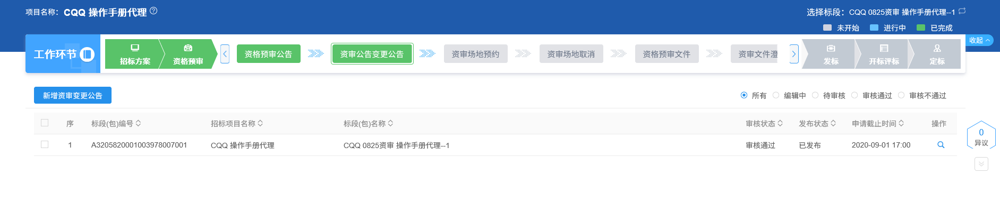 项目名称：CQQ 操作手册代理
选择标段：CQQ 0825资审 操作手册代理--1
未开始 进行中 已完成
收起
工作环节
招标方案 资格预审
资格预审公告 资审公告变更公告 资审场地预约 资审场地取消 资格预审文件 资审文件澄
发标 开标评标 定标
新增资审变更公告
所有 编辑中 待审核 审核通过 审核不通过
序 标段(包)编号 招标项目名称 标段(包)名称 审核状态 发布状态 申请截止时间 操作
1 A3205820001003978007001 CQQ 操作手册代理 CQQ 0825资审 操作手册代理--1 审核通过 已发布 2020-09-01 17:00
0
异议